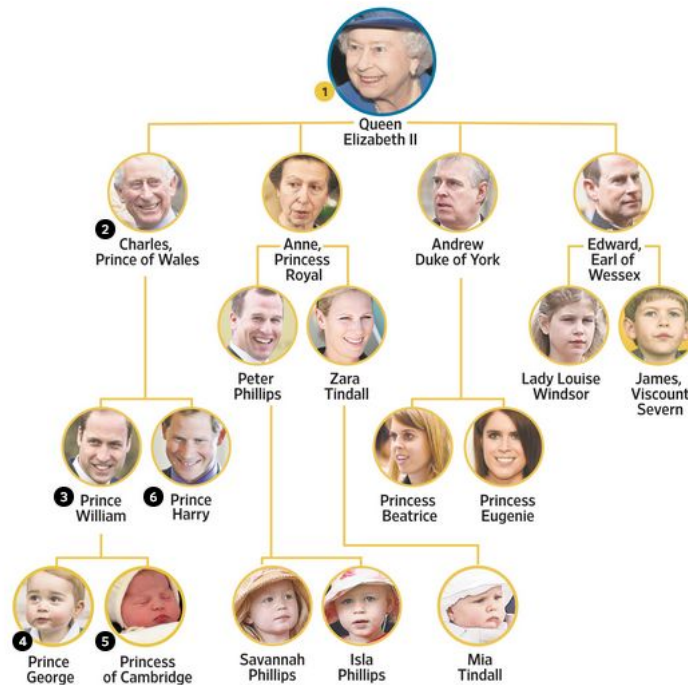 1
Queen
Elizabeth II
2
Charles,
Prince of Wales
Anne,
Princess
Royal
Andrew
Duke of York
Edward,
Earl of
Wessex
Peter
Phillips
Zara
Tindall
Lady Louise
Windsor
James,
Viscount
Severn
3
Prince
William
6
Prince
Harry
Princess
Beatrice
Princess
Eugenie
4
Prince
George
5
Princess
of Cambridge
Savannah
Phillips
Isla
Phillips
Mia
Tindall